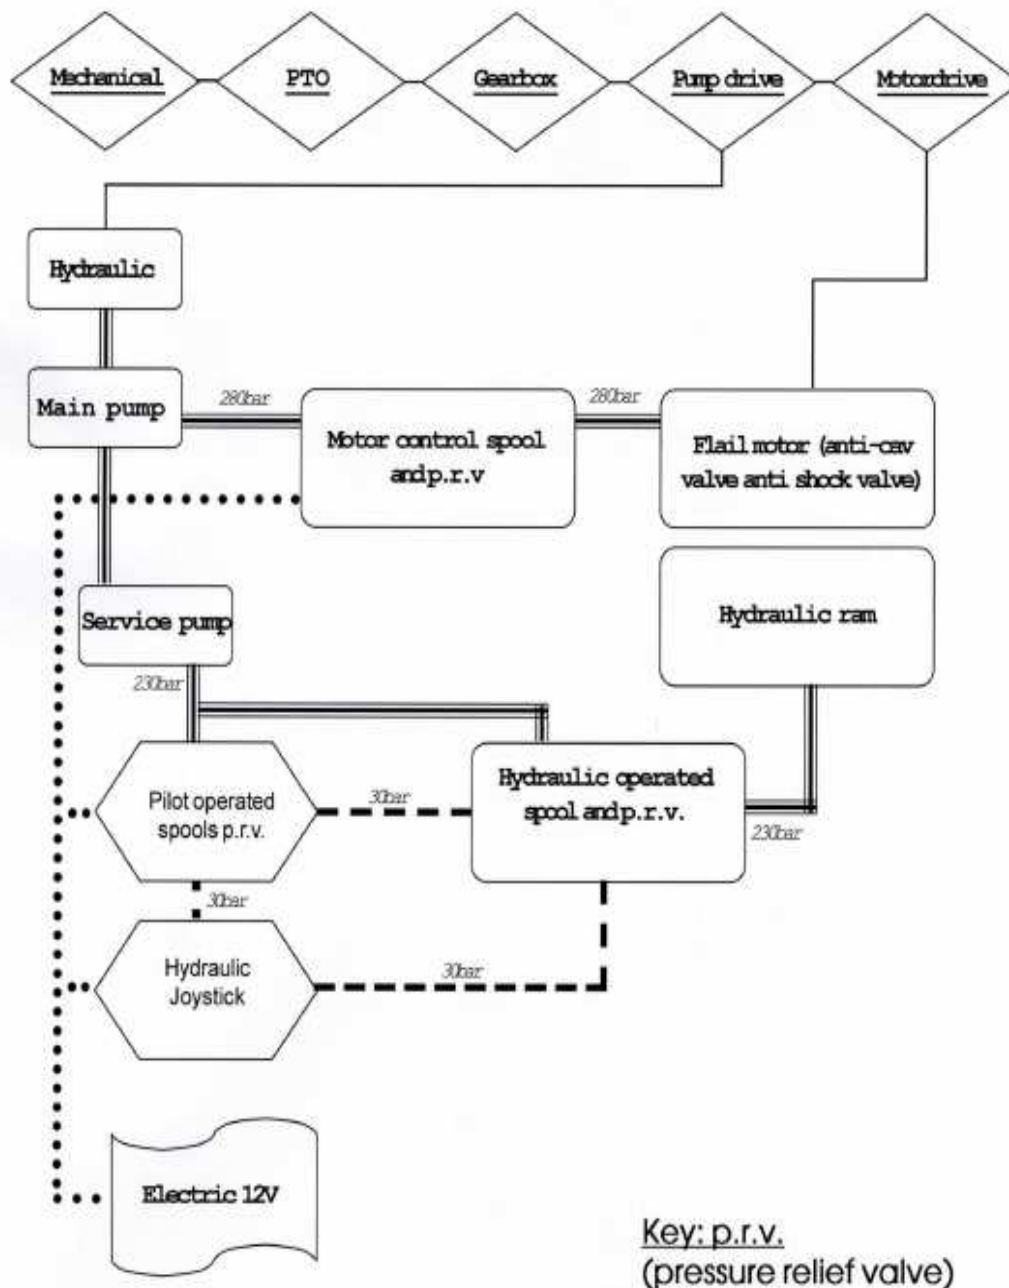 Mechanical
PTO
Gearbox
Pump drive
Motordrive
Hydraulic
Main pump
280bar
Motor control spool
and p.r.v
280bar
Flail motor (anti-cav
valve anti shock valve)
Service pump
Hydraulic ram
230bar
Pilot operated
spools p.r.v.
30bar
Hydraulic operated
spool and p.r.v.
230bar
30bar
Hydraulic
Joystick
30bar
Electric 12V
Key: p.r.v.
(pressure relief valve)